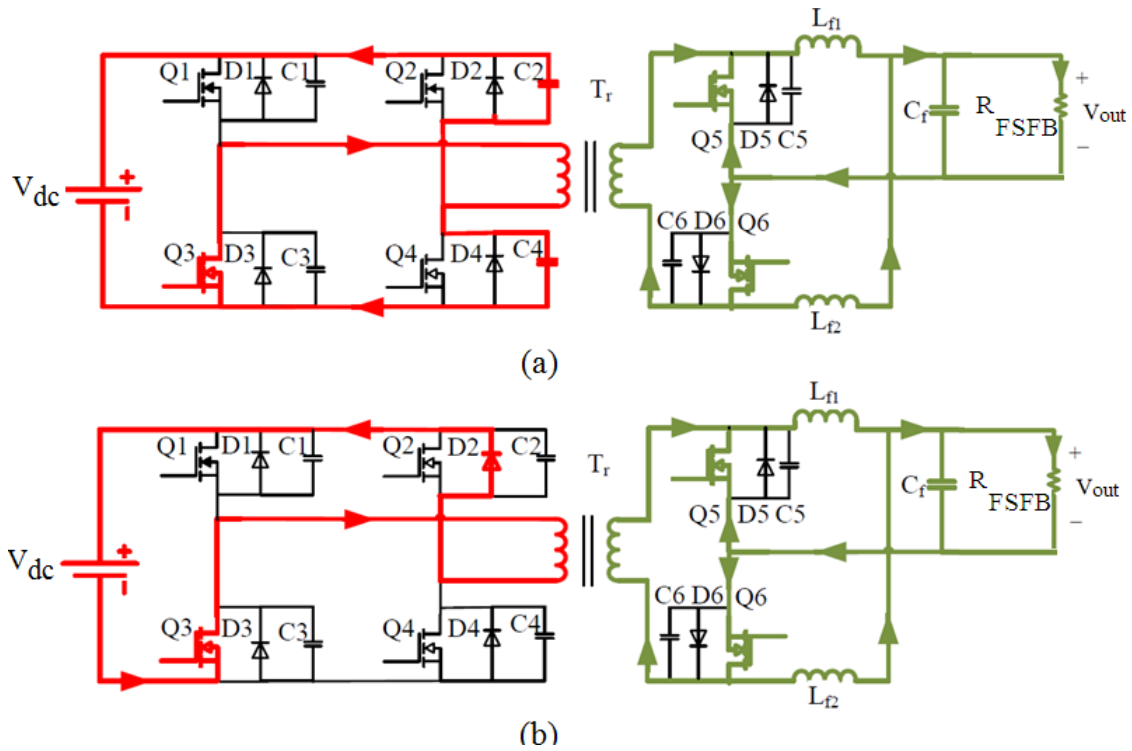 Lf1
Q1 D1 C1 Q2 D2 C2
Tr
+
Cf R FSFB Vout
Q5 D5 C5
−
Vdc
+
C6 D6 Q6
Q3 D3 C3 Q4 D4 C4
Lf2
(a)
Lf1
Q1 D1 C1 Q2 D2 C2
Tr
+
Cf R FSFB Vout
Q5 D5 C5
−
Vdc
+
C6 D6 Q6
Q3 D3 C3 Q4 D4 C4
Lf2
(b)